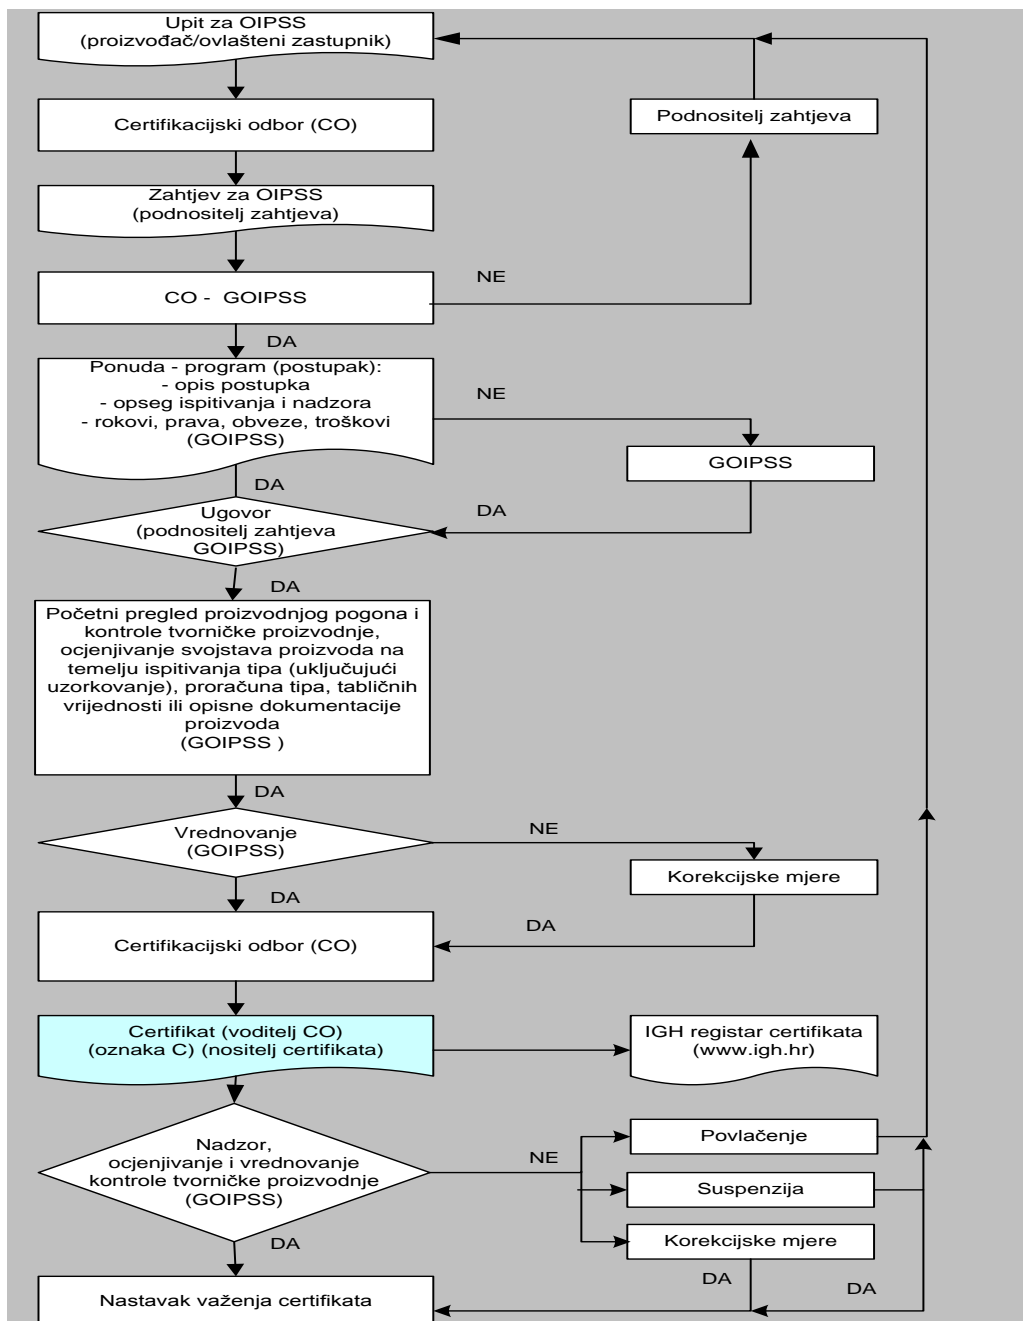 Upit za OIPSS
(proizvođač/ovlašteni zastupnik)
Certifikacijski odbor (CO)
Podnositelj zahtjeva
Zahtjev za OIPSS
(podnositelj zahtjeva)
NE
CO - GOIPSS
DA
Ponuda - program (postupak):
- opis postupka
- opseg ispitivanja i nadzora
- rokovi, prava, obveze, troškovi
(GOIPSS)
NE
GOIPSS
DA
Ugovor
(podnositelj zahtjeva
GOIPSS)
DA
DA
Početni pregled proizvodnjog pogona i
kontrole tvorničke proizvodnje,
ocjenjivanje svojstava proizvoda na
temelju ispitivanja tipa (uključujući
uzorkovanje), proračuna tipa, tabličnih
vrijednosti ili opisne dokumentacije
proizvoda
(GOIPSS )
DA
Vrednovanje
(GOIPSS)
NE
Korekcijske mjere
DA
DA
Certifikacijski odbor (CO)
Certifikat (voditelj CO)
(oznaka C) (nositelj certifikata)
IGH registar certifikata
(www.igh.hr)
Nadzor,
ocjenjivanje i vrednovanje
kontrole tvorničke proizvodnje
(GOIPSS)
NE
Povlačenje
Suspenzija
Korekcijske mjere
DA
DA
DA
Nastavak važenja certifikata